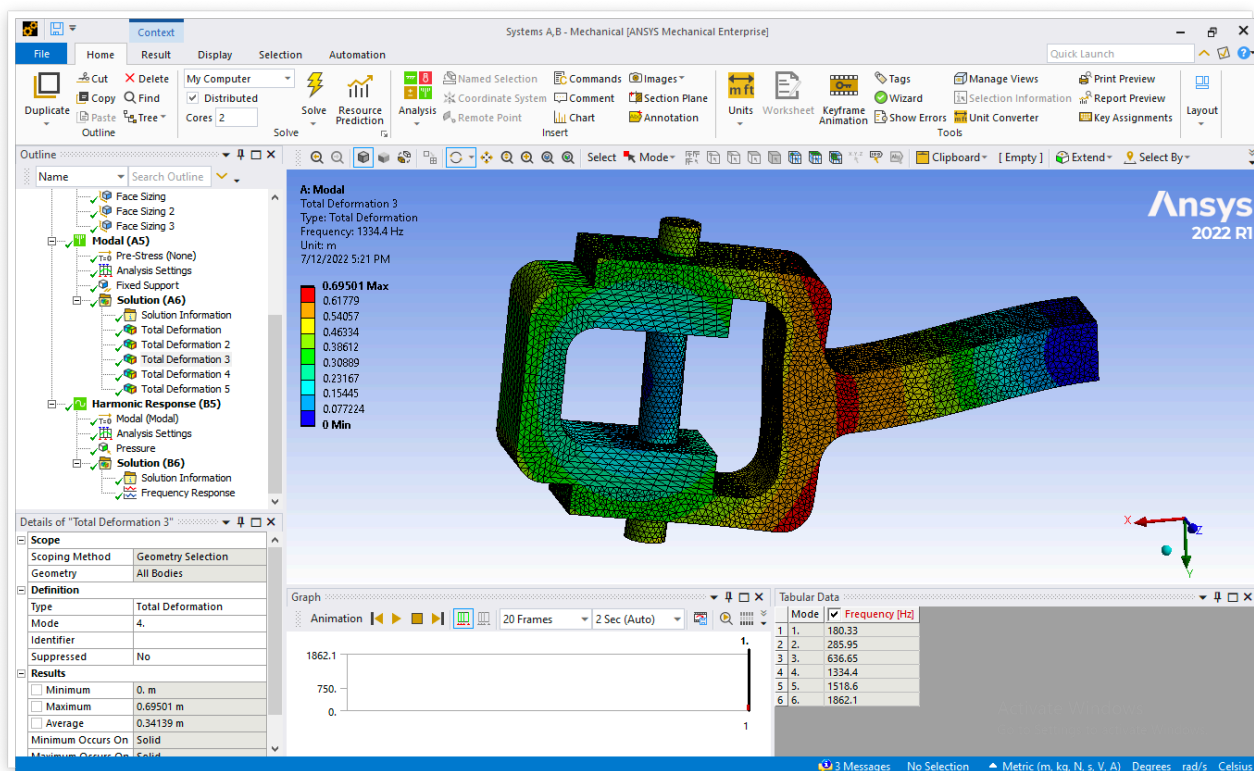 Context
Systems A,B - Mechanical [ANSYS Mechanical Enterprise]
File Home Result Display Selection Automation
Quick Launch
Duplicate
Cut
Copy
Paste
Delete
Find
Tree
Outline
My Computer
Distributed
Cores 2
Solve
Resource Prediction
Solve
Analysis
Named Selection
Coordinate System
Remote Point
Commands
Comment
Chart
Images
Section Plane
Annotation
Insert
Units
Worksheet
Keyframe Animation
Tags
Wizard
Show Errors
Manage Views
Selection Information
Unit Converter
Print Preview
Report Preview
Key Assignments
Tools
Layout
Outline
Name Search Outline
Select Mode Clipboard [ Empty ] Extend Select By
Face Sizing
Face Sizing 2
Face Sizing 3
Modal (A5)
T=0 Pre-Stress (None)
Analysis Settings
Fixed Support
Solution (A6)
Solution Information
Total Deformation
Total Deformation 2
Total Deformation 3
Total Deformation 4
Total Deformation 5
Harmonic Response (B5)
T=0 Modal (Modal)
Analysis Settings
Pressure
Solution (B6)
Solution Information
Frequency Response
A: Modal
Total Deformation 3
Type: Total Deformation
Frequency: 1334.4 Hz
Unit: m
7/12/2022 5:21 PM
0.69501 Max
0.61779
0.54057
0.46334
0.38612
0.30889
0.23167
0.15445
0.077224
0 Min
Ansys
2022 R1
X
Z
Y
Details of "Total Deformation 3"
Scope
Scoping Method Geometry Selection
Geometry All Bodies
Definition
Type Total Deformation
Mode 4.
Identifier
Suppressed No
Results
Minimum 0. m
Maximum 0.69501 m
Average 0.34139 m
Minimum Occurs On Solid
Maximum Occurs On Solid
Graph
Animation 20 Frames 2 Sec (Auto)
1.
1862.1
750.
0.
1
Tabular Data
Mode Frequency [Hz]
1 1. 180.33
2 2. 285.95
3 3. 636.65
4 4. 1334.4
5 5. 1518.6
6 6. 1862.1
3 Messages No Selection Metric (m, kg, N, s, V, A) Degrees rad/s Celsius